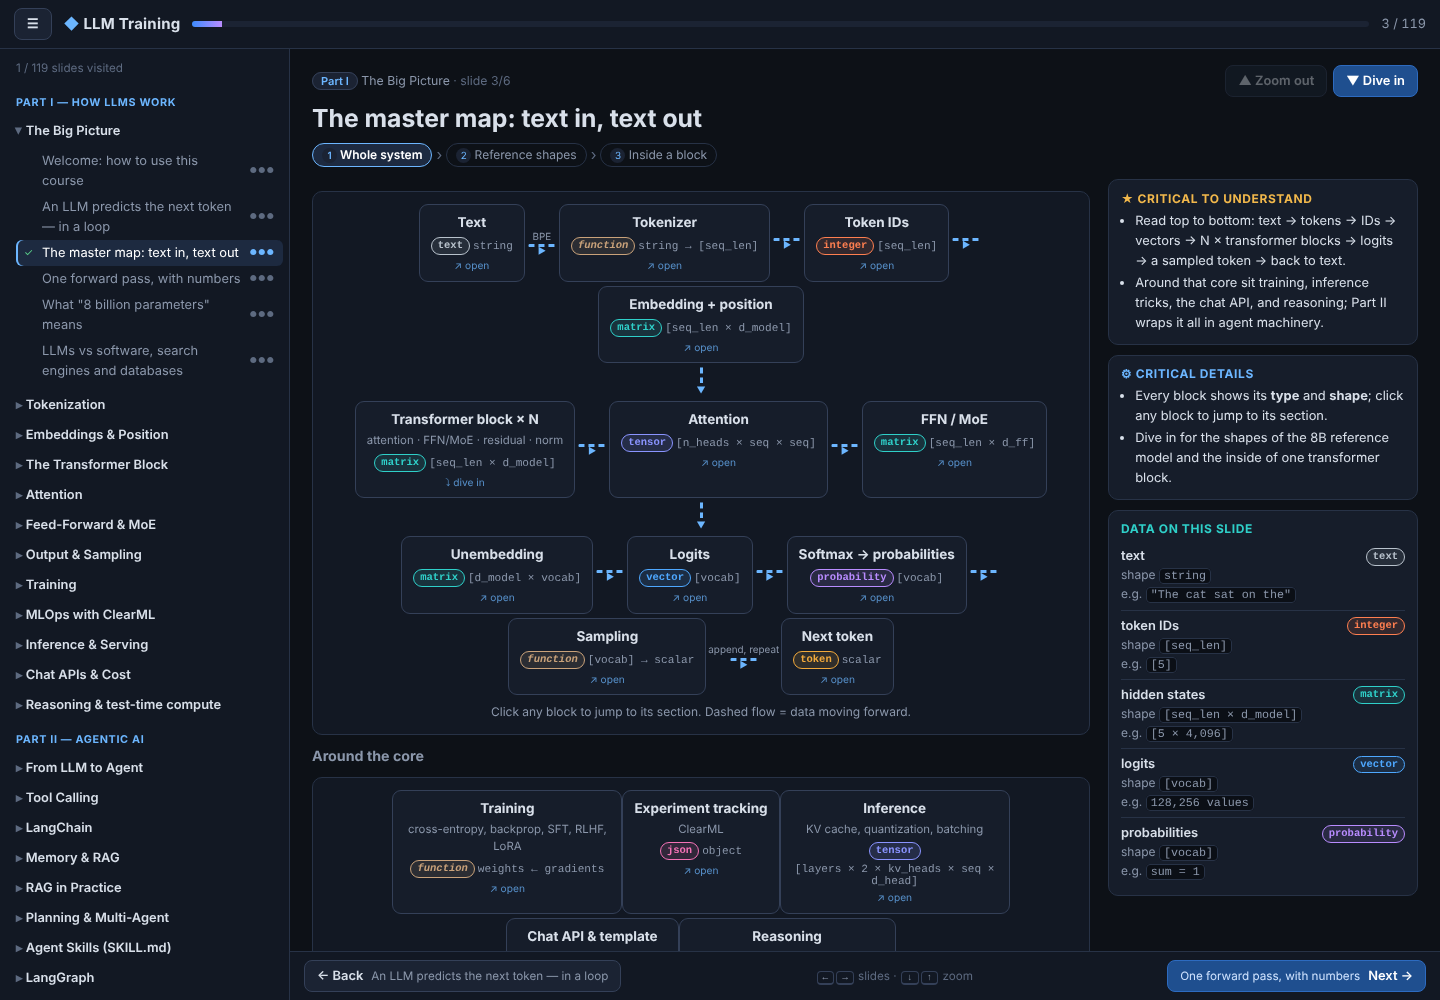 ☰
LLM Training
3 / 119
1 / 119 slides visited
PART I — HOW LLMS WORK
The Big Picture
Welcome: how to use this
course
An LLM predicts the next token
— in a loop
✓ The master map: text in, text out
One forward pass, with numbers
What "8 billion parameters"
means
LLMs vs software, search
engines and databases
Tokenization
Embeddings & Position
The Transformer Block
Attention
Feed-Forward & MoE
Output & Sampling
Training
MLOps with ClearML
Inference & Serving
Chat APIs & Cost
Reasoning & test-time compute
PART II — AGENTIC AI
From LLM to Agent
Tool Calling
LangChain
Memory & RAG
RAG in Practice
Planning & Multi-Agent
Agent Skills (SKILL.md)
LangGraph
Part I The Big Picture · slide 3/6
▲ Zoom out
▼ Dive in
The master map: text in, text out
1 Whole system › 2 Reference shapes › 3 Inside a block
Text
text string
↗ open
BPE
Tokenizer
function string → [seq_len]
↗ open
Token IDs
integer [seq_len]
↗ open
Embedding + position
matrix [seq_len × d_model]
↗ open
Transformer block × N
attention · FFN/MoE · residual · norm
matrix [seq_len × d_model]
⤵ dive in
Attention
tensor [n_heads × seq × seq]
↗ open
FFN / MoE
matrix [seq_len × d_ff]
↗ open
Unembedding
matrix [d_model × vocab]
↗ open
Logits
vector [vocab]
↗ open
Softmax → probabilities
probability [vocab]
↗ open
Sampling
function [vocab] → scalar
↗ open
append, repeat
Next token
token scalar
↗ open
Click any block to jump to its section. Dashed flow = data moving forward.
Around the core
Training
cross-entropy, backprop, SFT, RLHF,
LoRA
function weights ← gradients
↗ open
Experiment tracking
ClearML
json object
↗ open
Inference
KV cache, quantization, batching
tensor
[layers × 2 × kv_heads × seq ×
d_head]
↗ open
Chat API & template
Reasoning
★ CRITICAL TO UNDERSTAND
• Read top to bottom: text → tokens → IDs →
vectors → N × transformer blocks → logits
→ a sampled token → back to text.
• Around that core sit training, inference
tricks, the chat API, and reasoning; Part II
wraps it all in agent machinery.
⚙ CRITICAL DETAILS
• Every block shows its type and shape; click
any block to jump to its section.
• Dive in for the shapes of the 8B reference
model and the inside of one transformer
block.
DATA ON THIS SLIDE
text text
shape string
e.g. "The cat sat on the"
token IDs integer
shape [seq_len]
e.g. [5]
hidden states matrix
shape [seq_len × d_model]
e.g. [5 × 4,096]
logits vector
shape [vocab]
e.g. 128,256 values
probabilities probability
shape [vocab]
e.g. sum = 1
← Back An LLM predicts the next token — in a loop
← → slides · ↓ ↑ zoom
One forward pass, with numbers Next →